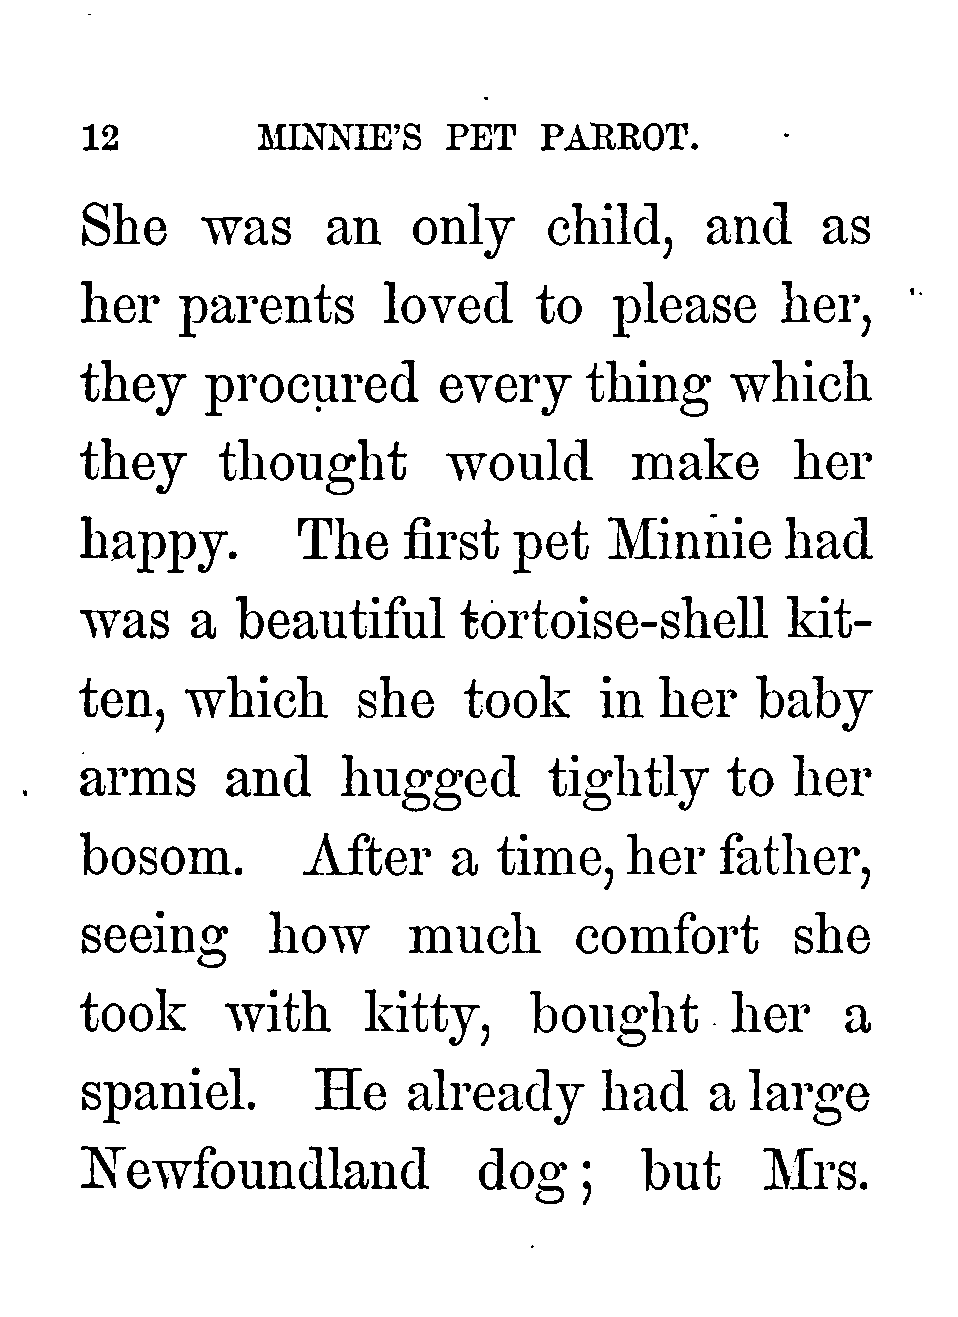 12 MINNIE'S PET PARROT.
She was an only child, and as
her parents loved to please her,
they procured every thing which
they thought would make her
happy. The first pet Minnie had
was a beautiful tortoise-shell kit-
ten, which she took in her baby
arms and hugged tightly to her
bosom. After a time, her father,
seeing how much comfort she
took with kitty, bought her a
spaniel. He already had a large
Newfoundland dog; but Mrs.